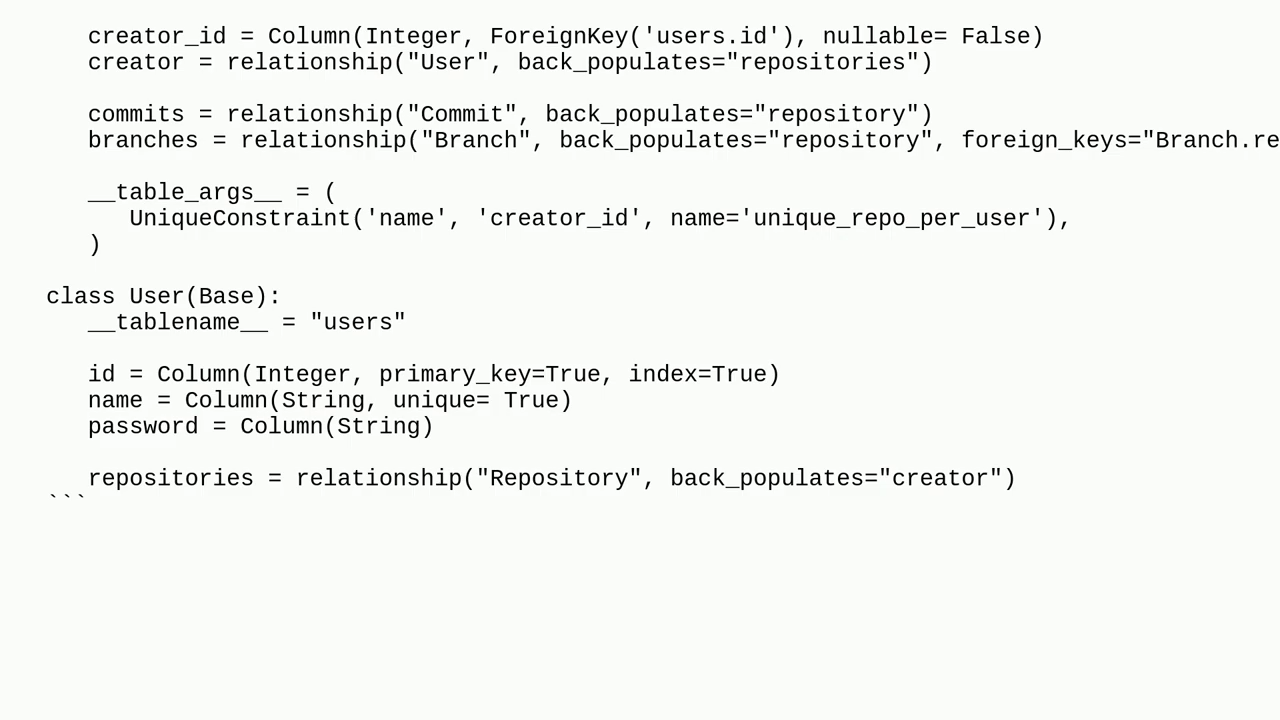 creator_id = Column(Integer, ForeignKey('users.id'), nullable= False)
creator = relationship("User", back_populates="repositories")
commits = relationship("Commit", back_populates="repository")
branches = relationship("Branch", back_populates="repository", foreign_keys="Branch.re
__table_args__ = (
UniqueConstraint('name', 'creator_id', name='unique_repo_per_user'),
)
class User(Base):
__tablename__ = "users"
id = Column(Integer, primary_key=True, index=True)
name = Column(String, unique= True)
password = Column(String)
repositories = relationship("Repository", back_populates="creator")
```